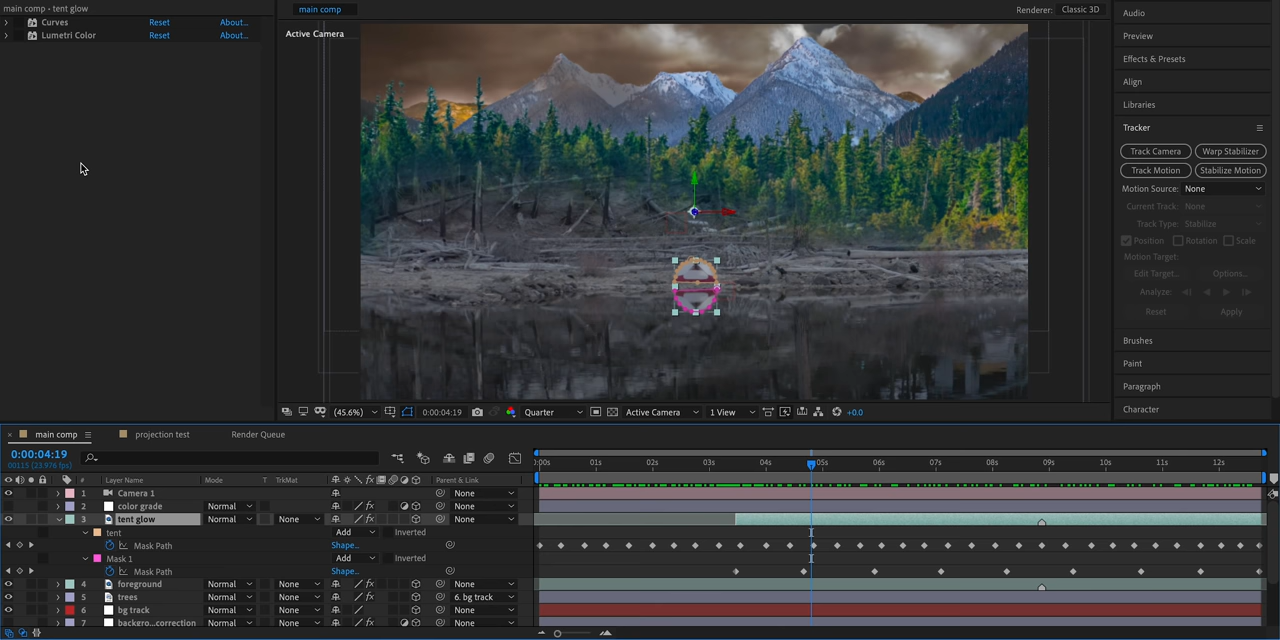 main comp • tent glow
Curves Reset About...
Lumetri Color Reset About...
main comp
Renderer: Classic 3D
Active Camera
(45.6%) 0:00:04:19 Quarter Active Camera 1 View +0.0
Audio
Preview
Effects & Presets
Align
Libraries
Tracker
Track Camera Warp Stabilizer
Track Motion Stabilize Motion
Motion Source: None
Current Track: None
Track Type: Stabilize
Position Rotation Scale
Motion Target:
Edit Target... Options...
Analyze:
Reset Apply
Brushes
Paint
Paragraph
Character
main comp projection test Render Queue
0:00:04:19
00115 (23.976 fps)
:00s 01s 02s 03s 04s 05s 06s 07s 08s 09s 10s 11s 12s
# Layer Name Mode T TrkMat Parent & Link
1 Camera 1 None
2 color grade Normal None
3 tent glow Normal None None
tent Add Inverted
Mask Path Shape...
Mask 1 Add Inverted
Mask Path Shape...
4 foreground Normal None None
5 trees Normal None 6. bg track
6 bg track Normal None None
7 backgro...correction Normal None None